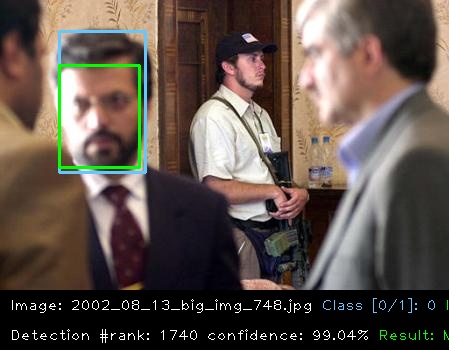 Image: 2002_08_13_big_img_748.jpg Class [0/1]: 0
Detection #rank: 1740 confidence: 99.04% Result: